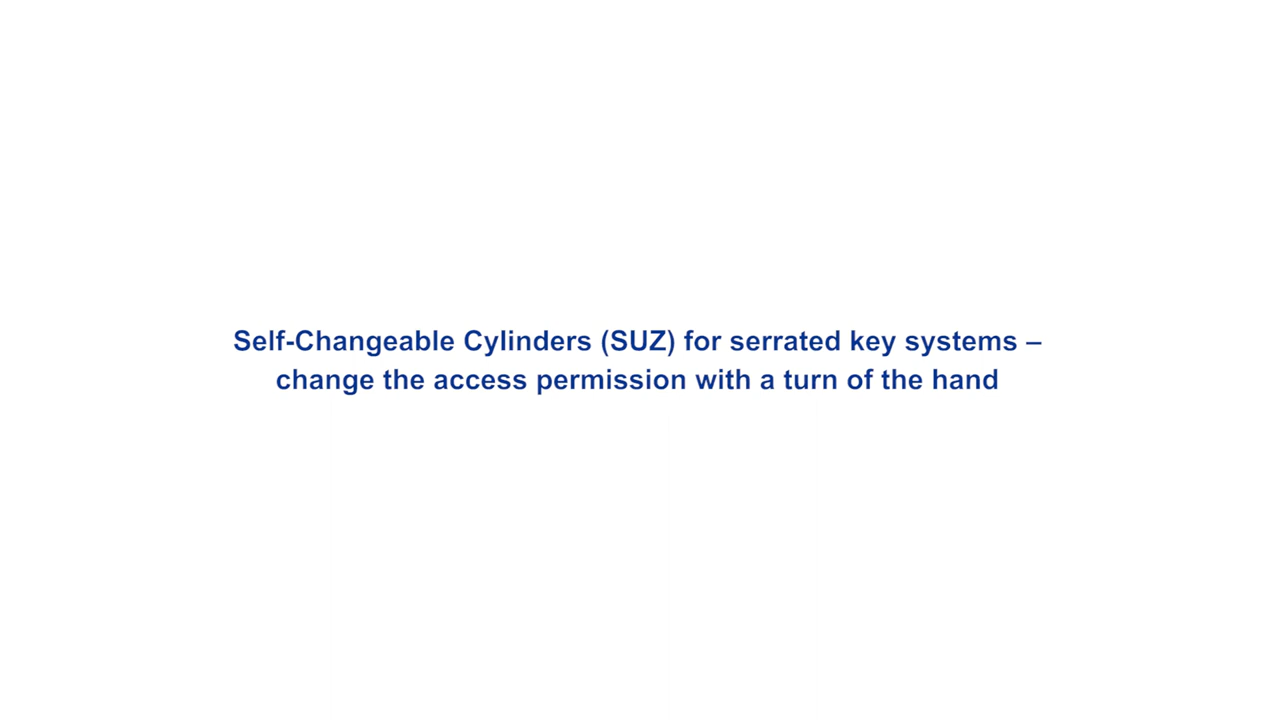 Self-Changeable Cylinders (SUZ) for serrated key systems –
change the access permission with a turn of the hand